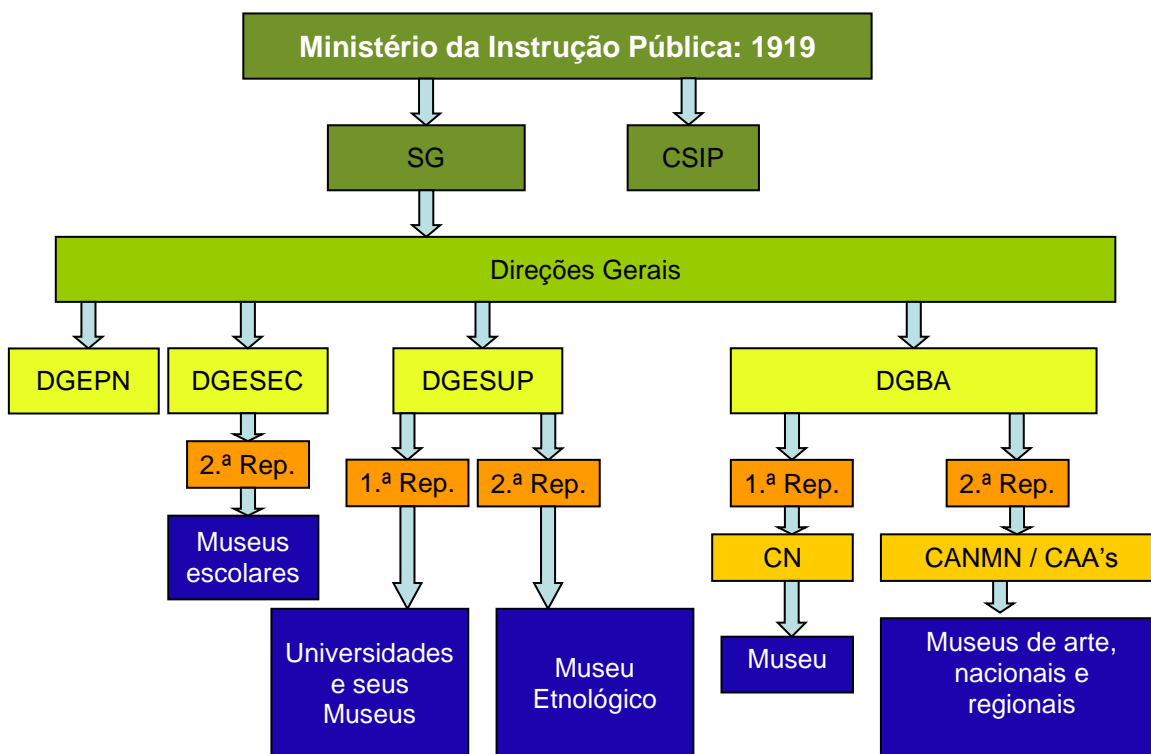 Ministério da Instrução Pública: 1919
SG
CSIP
Direções Gerais
DGEPN
DGESEC
DGESUP
DGBA
2.ª Rep.
1.ª Rep.
2.ª Rep.
1.ª Rep.
2.ª Rep.
Museus
escolares
CN
CANMN / CAA’s
Universidades
e seus
Museus
Museu
Etnológico
Museu
Museus de arte,
nacionais e
regionais